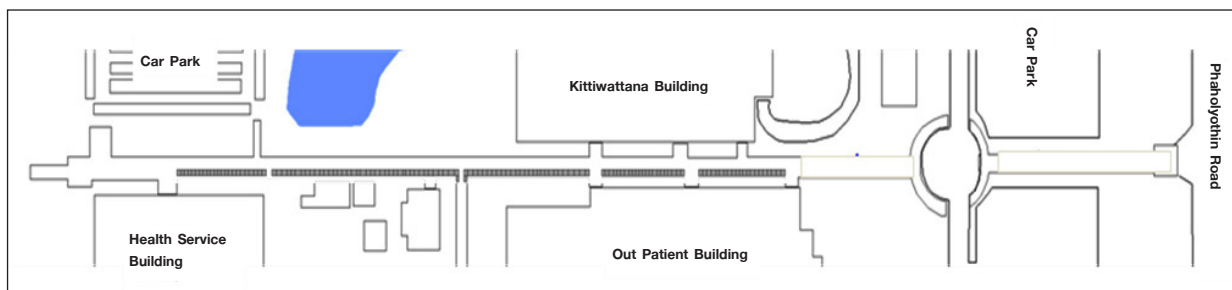 Car Park
Kittiwattana Building
Car Park
Phaholyothin Road
Health Service
Building
Out Patient Building